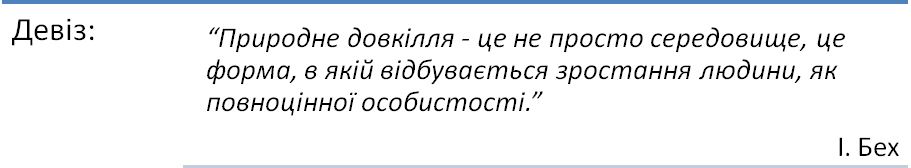 Девіз:
“Природне довкілля - це не просто середовище, це
форма, в якій відбувається зростання людини, як
повноцінної особистості.”
І. Бех